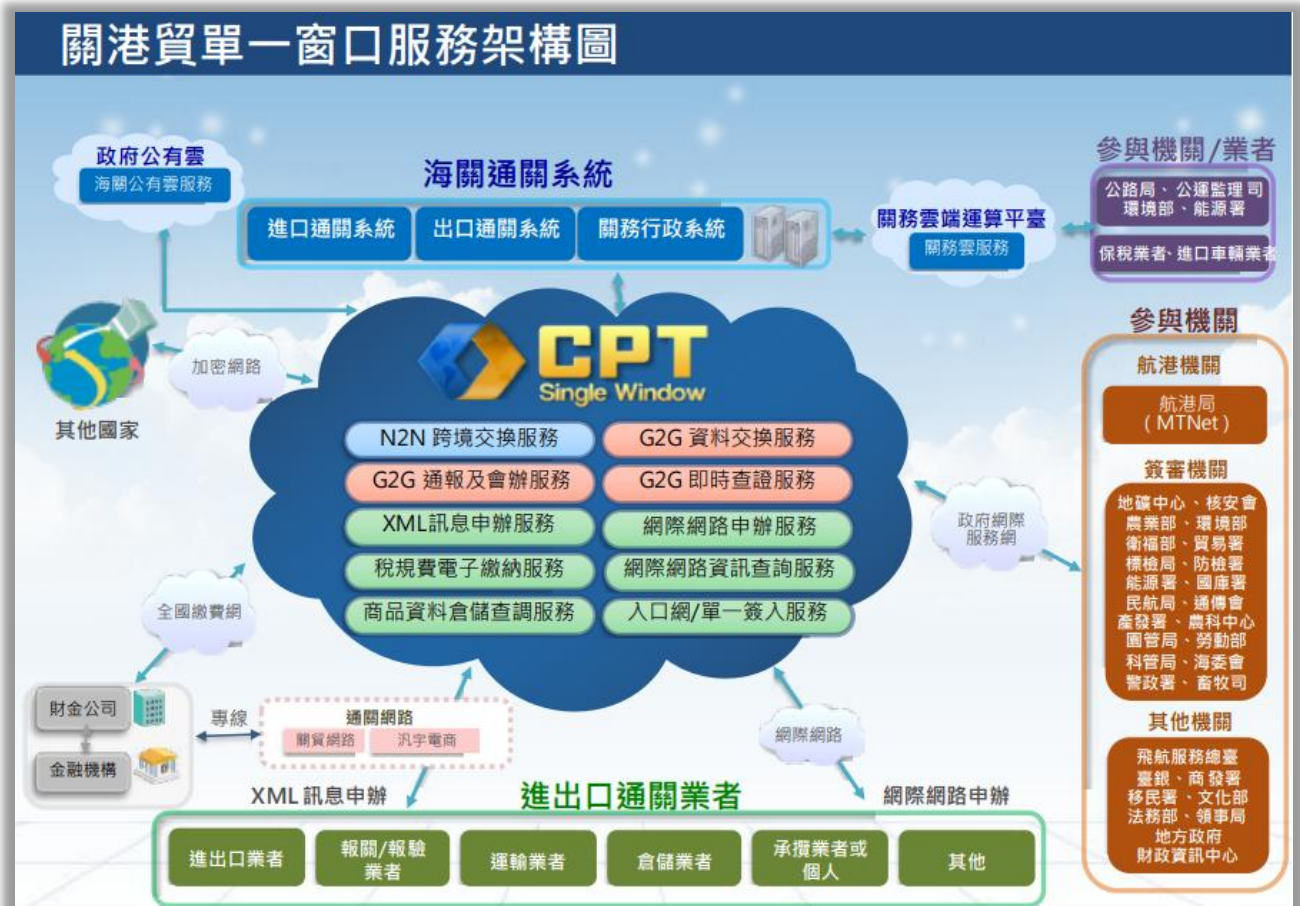 關港貿單一窗口服務架構圖
政府公有雲
海關公有雲服務
海關通關系統
進口通關系統
出口通關系統
關務行政系統
關務雲端運算平臺
關務雲服務
參與機關/業者
公路局、公運監理司
環境部、能源署
保稅業者、進口車輛業者
其他國家
加密網路
CPT
Single Window
N2N 跨境交換服務
G2G 資料交換服務
G2G 通報及會辦服務
G2G 即時查證服務
XML訊息申辦服務
網際網路申辦服務
稅規費電子繳納服務
網際網路資訊查詢服務
商品資料倉儲查調服務
入口網/單一簽入服務
政府網際
服務網
參與機關
航港機關
航港局
(MTNet)
簽審機關
地礦中心、核安會
農業部、環境部
衛福部、貿易署
標檢局、防檢署
能源署、國庫署
民航局、通傳會
產發署、農科中心
園管局、勞動部
科管局、海委會
警政署、畜牧司
其他機關
飛航服務總臺
臺銀、商發署
移民署、文化部
法務部、領事局
地方政府
財政資訊中心
全國繳費網
財金公司
金融機構
專線
通關網路
關貿網路
汎宇電商
網際網路
XML 訊息申辦
進出口通關業者
網際網路申辦
進出口業者
報關/報驗
業者
運輸業者
倉儲業者
承攬業者或
個人
其他